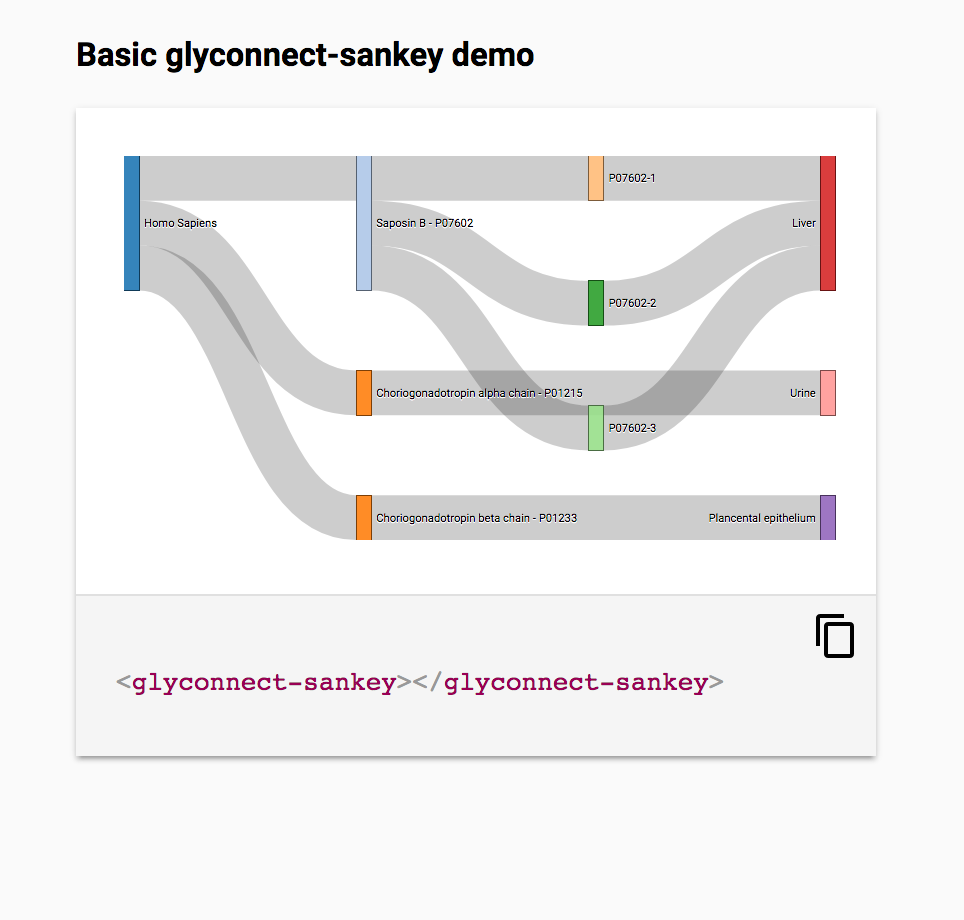 Basic glyconnect-sankey demo
P07602-1
Homo Sapiens
Saposin B - P07602
Liver
P07602-2
Choriogonadotropin alpha chain - P01215
Urine
P07602-3
Choriogonadotropin beta chain - P01233
Plancental epithelium
<glyconnect-sankey></glyconnect-sankey>